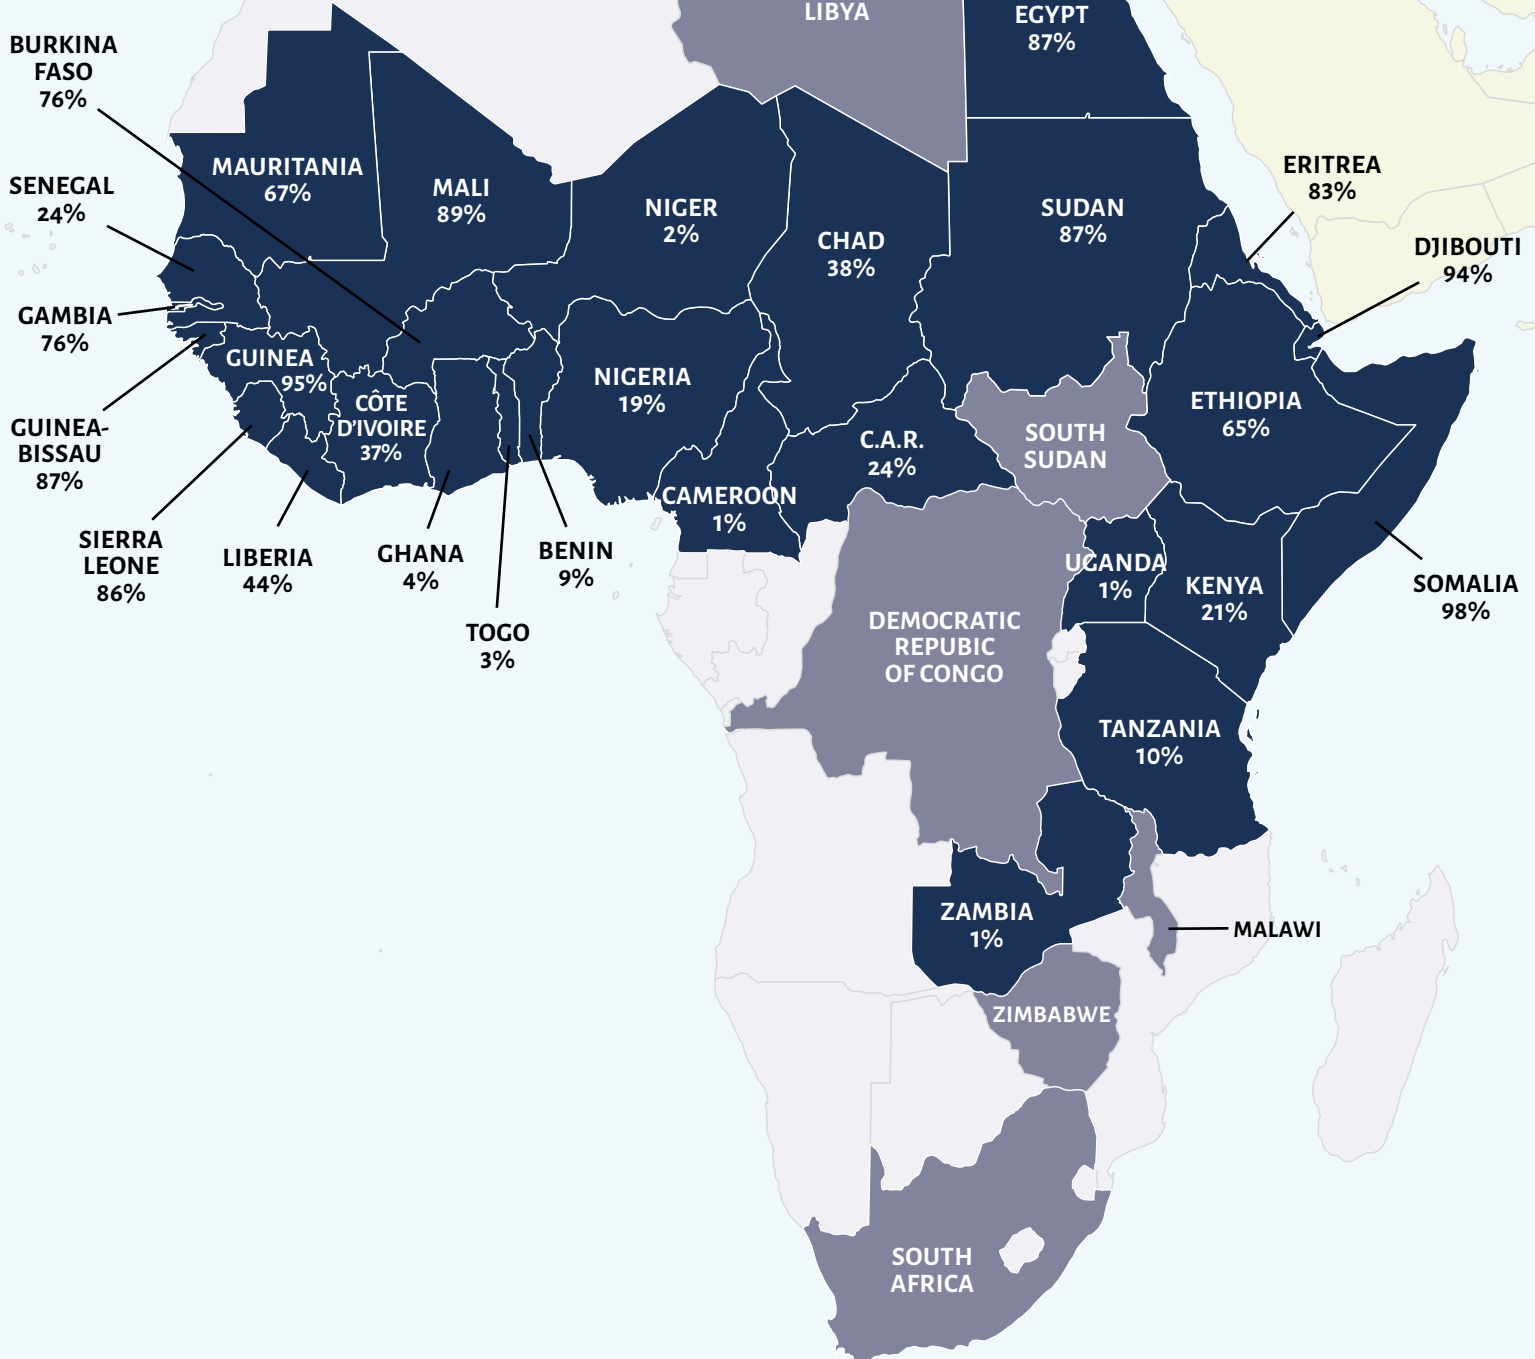 LIBYA
EGYPT
87%
BURKINA
FASO
76%
MAURITANIA
67%
SENEGAL
24%
MALI
89%
NIGER
2%
CHAD
38%
SUDAN
87%
ERITREA
83%
DJIBOUTI
94%
GAMBIA
76%
GUINEA
95%
CÔTE
D'IVOIRE
37%
NIGERIA
19%
ETHIOPIA
65%
GUINEA-
BISSAU
87%
C.A.R.
24%
SOUTH
SUDAN
CAMEROON
1%
SIERRA
LEONE
86%
LIBERIA
44%
GHANA
4%
BENIN
9%
TOGO
3%
UGANDA
1%
KENYA
21%
SOMALIA
98%
DEMOCRATIC
REPUBIC
OF CONGO
TANZANIA
10%
ZAMBIA
1%
MALAWI
ZIMBABWE
SOUTH
AFRICA